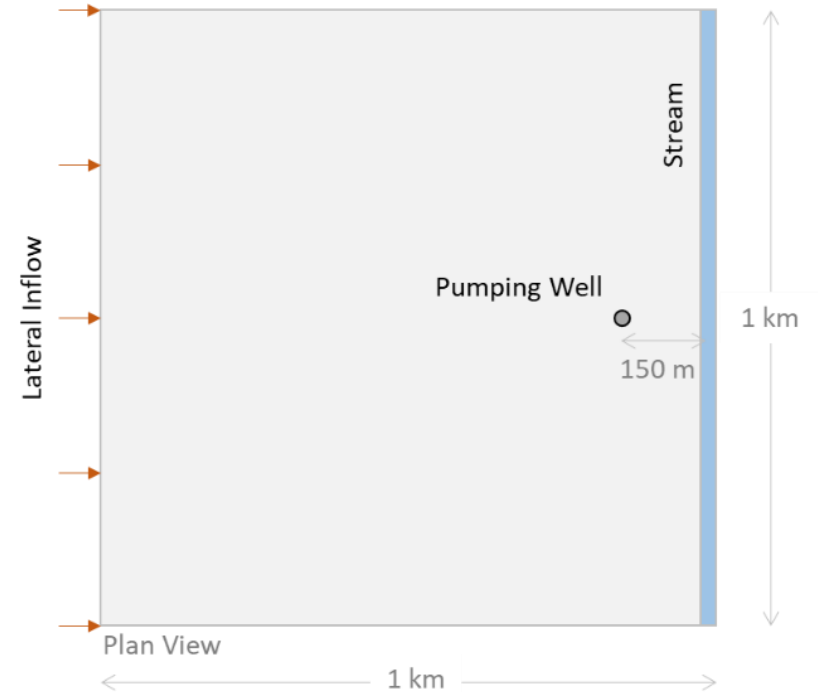 Stream
Lateral Inflow
Pumping Well
1 km
150 m
Plan View
1 km